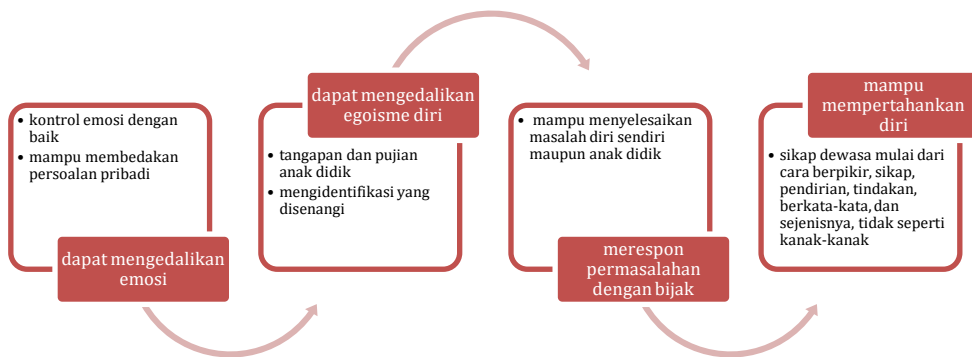 • kontrol emosi dengan
baik
• mampu membedakan
persoalan pribadi
dapat mengedalikan
emosi
dapat mengedalikan
egoisme diri
• tangapan dan pujian
anak didik
• mengidentifikasi yang
disenangi
• mampu menyelesaikan
masalah diri sendiri
maupun anak didik
merespon
permasalahan
dengan bijak
mampu
mempertahankan
diri
• sikap dewasa mulai dari
cara berpikir, sikap,
pendirian, tindakan,
berkata-kata, dan
sejenisnya, tidak seperti
kanak-kanak